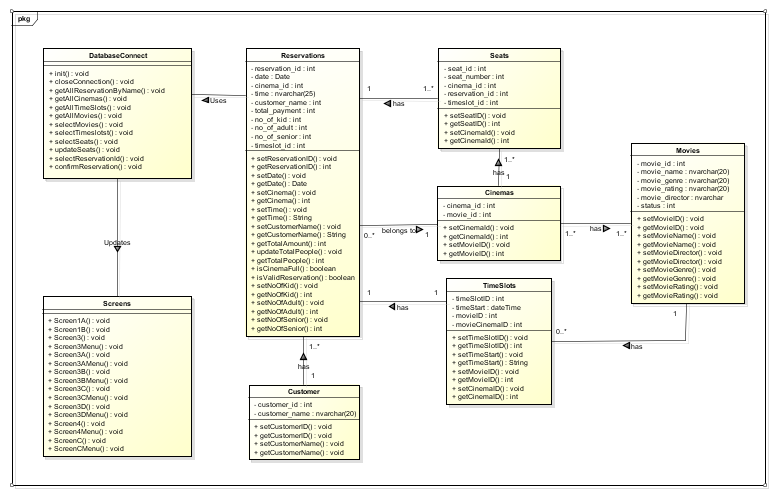 pkg
DatabaseConnect
+ init() : void
+ closeConnection() : void
+ getAllReservationByName() : void
+ getAllCinemas() : void
+ getAllTimeSlots() : void
+ getAllMovies() : void
+ selectMovies() : void
+ selectTimeslotst() : void
+ selectSeats() : void
+ updateSeats() : void
+ selectReservationId() : void
+ confirmReservation() : void
Uses
Reservations
- reservation_id : int
- date : Date
- cinema_id : int
- time : nvarchar(25)
- customer_name : int
- total_payment : int
- no_of_kid : int
- no_of_adult : int
- no_of_senior : int
- timeslot_id : int
+ setReservationID() : void
+ getReservationID() : int
+ setDate() : void
+ getDate() : Date
+ setCinema() : void
+ getCinema() : int
+ setTime() : void
+ getTime() : String
+ setCustomerName() : void
+ getCustomerName() : String
+ getTotalAmount() : int
+ updateTotalPeople() : void
+ getTotalPeople() : int
+ isCinemaFull() : boolean
+ isValidReservation() : boolean
+ setNoOfKid() : void
+ getNoOfKid() : int
+ setNoOfAdult() : void
+ getNoOfAdult() : int
+ setNoOfSenior() : void
+ getNoOfSenior() : int
1
1..*
has
Seats
- seat_id : int
- seat_number : int
- cinema_id : int
- reservation_id : int
- timeslot_id : int
+ setSeatID() : void
+ getSeatID() : int
+ setCinemaId() : void
+ getCinemaId() : int
1..*
has
1
Cinemas
- cinema_id : int
- movie_id : int
+ setCinemaId() : void
+ getCinemaId() : int
+ setMovieID() : void
+ getMovieID() : int
0..*
belongs to
1
1..*
has
1..*
Movies
- movie_id : int
- movie_name : nvarchar(20)
- movie_genre : nvarchar(20)
- movie_rating : nvarchar(20)
- movie_director : nvarchar
- status : int
+ setMovieID() : void
+ getMovieID() : int
+ setMovieName() : void
+ getMovieName() : void
+ setMovieDirector() : void
+ getMovieDirector() : void
+ setMovieGenre() : void
+ getMovieGenre() : void
+ setMovieRating() : void
+ getMovieRating() : void
Updates
Screens
+ Screen1A() : void
+ Screen1B() : void
+ Screen3() : void
+ Screen3Menu() : void
+ Screen3A() : void
+ Screen3AMenu() : void
+ Screen3B() : void
+ Screen3BMenu() : void
+ Screen3C() : void
+ Screen3CMenu() : void
+ Screen3D() : void
+ Screen3DMenu() : void
+ Screen4() : void
+ Screen4Menu() : void
+ ScreenC() : void
+ ScreenCMenu() : void
1
1
has
TimeSlots
- timeSlotID : int
- timeStart : dateTime
- movieID : int
- movieCinemaID : int
+ setTimeSlotID() : void
+ getTimeSlotID() : int
+ setTimeStart() : void
+ getTimeStart() : String
+ setMovieID() : void
+ getMovieID() : int
+ setCinemaID() : void
+ getCinemaID() : int
1
0..*
has
1..*
has
1
Customer
- customer_id : int
- customer_name : nvarchar(20)
+ setCustomerID() : void
+ getCustomerID() : void
+ setCustomerName() : void
+ getCustomerName() : void